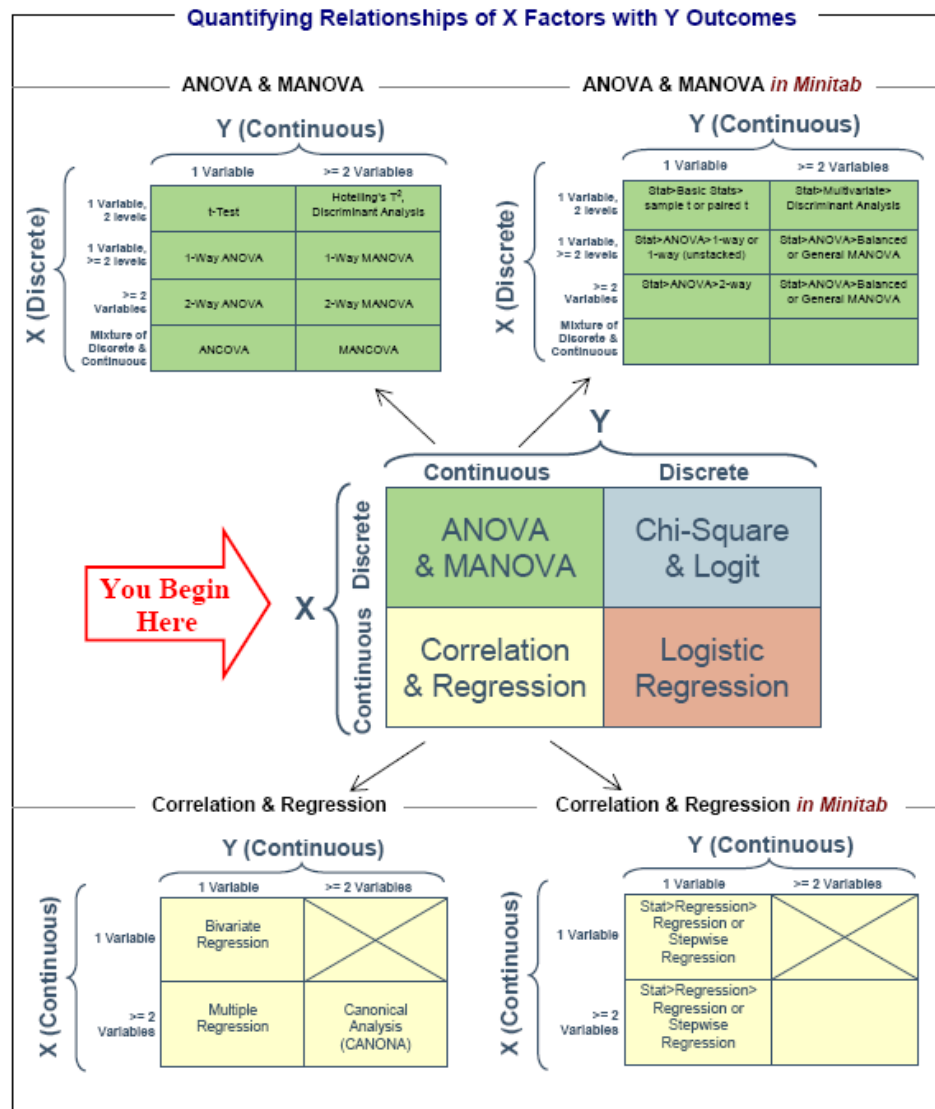 Quantifying Relationships of X Factors with Y Outcomes
ANOVA & MANOVA
Y (Continuous)
1 Variable
>= 2 Variables
X (Discrete)
1 Variable,
2 levels
t-Test
Hotelling's T²,
Discriminant Analysis
1 Variable,
>= 2 levels
1-Way ANOVA
1-Way MANOVA
>= 2
Variables
2-Way ANOVA
2-Way MANOVA
Mixture of
Discrete &
Continuous
ANCOVA
MANCOVA
ANOVA & MANOVA in Minitab
Y (Continuous)
1 Variable
>= 2 Variables
X (Discrete)
1 Variable,
2 levels
Stat>Basic Stats>
sample t or paired t
Stat>Multivariate>
Discriminant Analysis
1 Variable,
>= 2 levels
Stat>ANOVA>1-way or
1-way (unstacked)
Stat>ANOVA>Balanced
or General MANOVA
>= 2
Variables
Stat>ANOVA>2-way
Stat>ANOVA>Balanced
or General MANOVA
Mixture of
Discrete &
Continuous
You Begin
Here
Y
Continuous
Discrete
X
Discrete
ANOVA
& MANOVA
Chi-Square
& Logit
Continuous
Correlation
& Regression
Logistic
Regression
Correlation & Regression
Y (Continuous)
1 Variable
>= 2 Variables
X (Continuous)
1 Variable
Bivariate
Regression
>= 2
Variables
Multiple
Regression
Canonical
Analysis
(CANONA)
Correlation & Regression in Minitab
Y (Continuous)
1 Variable
>= 2 Variables
X (Continuous)
1 Variable
Stat>Regression>
Regression or
Stepwise
Regression
>= 2
Variables
Stat>Regression>
Regression or
Stepwise
Regression